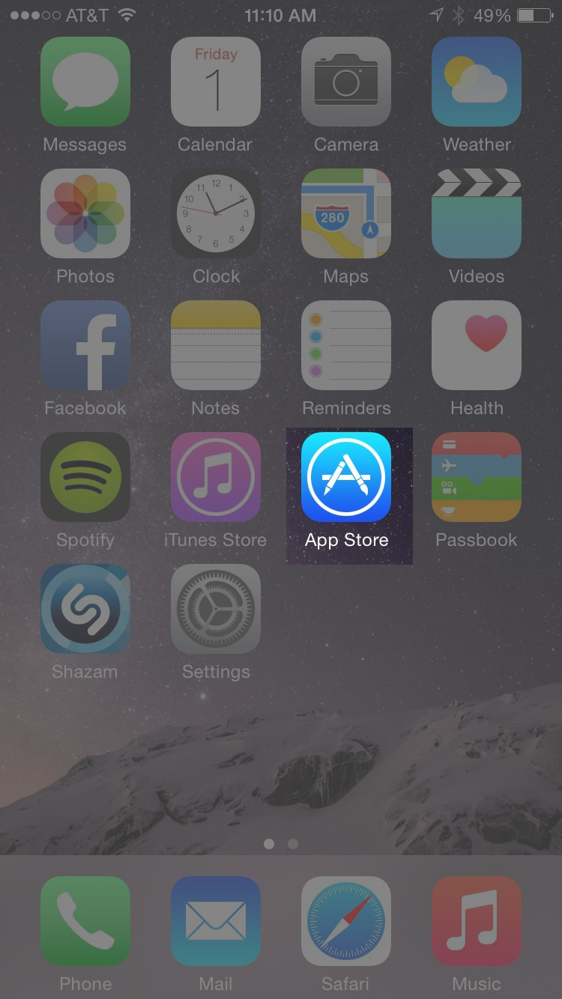 AT&T 11:10 AM 49%
Friday
1
280
12
11 1
10 2
9 3
8 4
7 5
6
Messages Calendar Camera Weather
Photos Clock Maps Videos
Facebook Notes Reminders Health
Spotify iTunes Store App Store Passbook
Shazam Settings
Phone Mail Safari Music